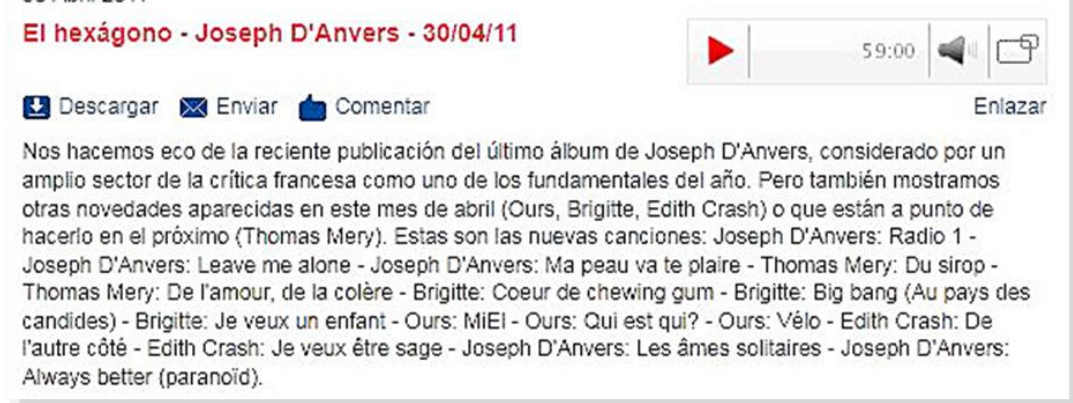 El hexágono - Joseph D'Anvers - 30/04/11
59:00
Descargar Enviar Comentar Enlazar
Nos hacemos eco de la reciente publicación del último álbum de Joseph D'Anvers, considerado por un
amplio sector de la crítica francesa como uno de los fundamentales del año. Pero también mostramos
otras novedades aparecidas en este mes de abril (Ours, Brigitte, Edith Crash) o que están a punto de
hacerlo en el próximo (Thomas Mery). Estas son las nuevas canciones: Joseph D'Anvers: Radio 1 -
Joseph D'Anvers: Leave me alone - Joseph D'Anvers: Ma peau va te plaire - Thomas Mery: Du sirop -
Thomas Mery: De l'amour, de la colère - Brigitte: Coeur de chewing gum - Brigitte: Big bang (Au pays des
candides) - Brigitte: Je veux un enfant - Ours: MiEl - Ours: Qui est qui? - Ours: Vélo - Edith Crash: De
l'autre côté - Edith Crash: Je veux être sage - Joseph D'Anvers: Les âmes solitaires - Joseph D'Anvers:
Always better (paranoïd).